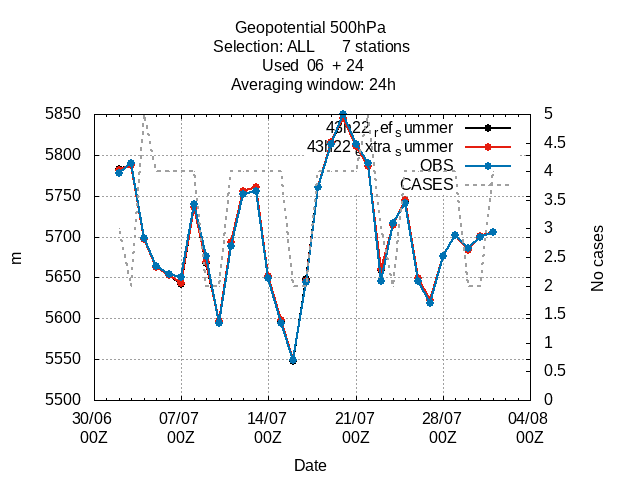 Geopotential 500hPa
Selection: ALL 7 stations
Used 06 + 24
Averaging window: 24h
43h22_ref_summer
43h22_extra_summer
OBS
CASES
5850
5800
5750
5700
5650
5600
5550
5500
m
5
4.5
4
3.5
3
2.5
2
1.5
1
0.5
0
No cases
30/06 07/07 14/07 21/07 28/07 04/08
00Z 00Z 00Z 00Z 00Z 00Z
Date